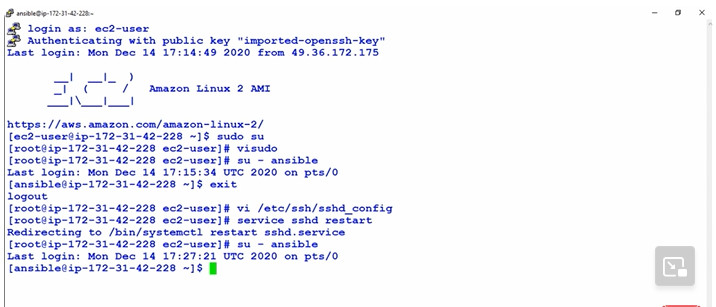 ansible@ip-172-31-42-228:~
login as: ec2-user
Authenticating with public key "imported-openssh-key"
Last login: Mon Dec 14 17:14:49 2020 from 49.36.172.175
__|  __|_  )
_|  (     /   Amazon Linux 2 AMI
___|\___|___|
https://aws.amazon.com/amazon-linux-2/
[ec2-user@ip-172-31-42-228 ~]$ sudo su
[root@ip-172-31-42-228 ec2-user]# visudo
[root@ip-172-31-42-228 ec2-user]# su - ansible
Last login: Mon Dec 14 17:15:34 UTC 2020 on pts/0
[ansible@ip-172-31-42-228 ~]$ exit
logout
[root@ip-172-31-42-228 ec2-user]# vi /etc/ssh/sshd_config
[root@ip-172-31-42-228 ec2-user]# service sshd restart
Redirecting to /bin/systemctl restart sshd.service
[root@ip-172-31-42-228 ec2-user]# su - ansible
Last login: Mon Dec 14 17:27:21 UTC 2020 on pts/0
[ansible@ip-172-31-42-228 ~]$